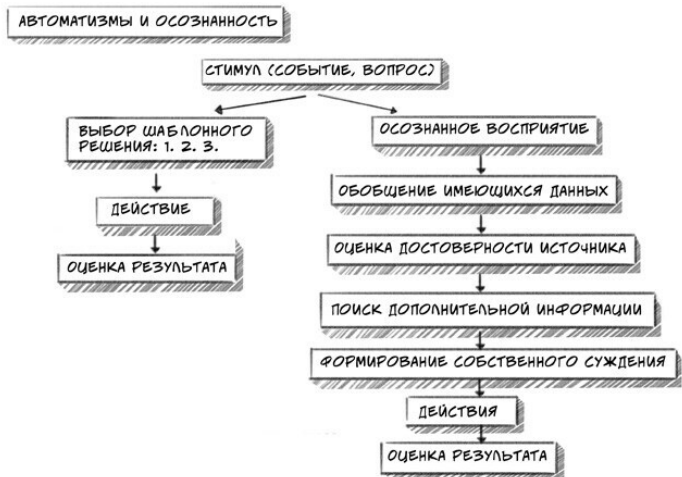 АВТОМАТИЗМЫ И ОСОЗНАННОСТЬ
СТИМУЛ (СОБЫТИЕ, ВОПРОС)
ВЫБОР ШАБЛОННОГО
РЕШЕНИЯ: 1. 2. 3.
ДЕЙСТВИЕ
ОЦЕНКА РЕЗУЛЬТАТА
ОСОЗНАННОЕ ВОСПРИЯТИЕ
ОБОБЩЕНИЕ ИМЕЮЩИХСЯ ДАННЫХ
ОЦЕНКА ДОСТОВЕРНОСТИ ИСТОЧНИКА
ПОИСК ДОПОЛНИТЕЛЬНОЙ ИНФОРМАЦИИ
ФОРМИРОВАНИЕ СОБСТВЕННОГО СУЖДЕНИЯ
ДЕЙСТВИЯ
ОЦЕНКА РЕЗУЛЬТАТА